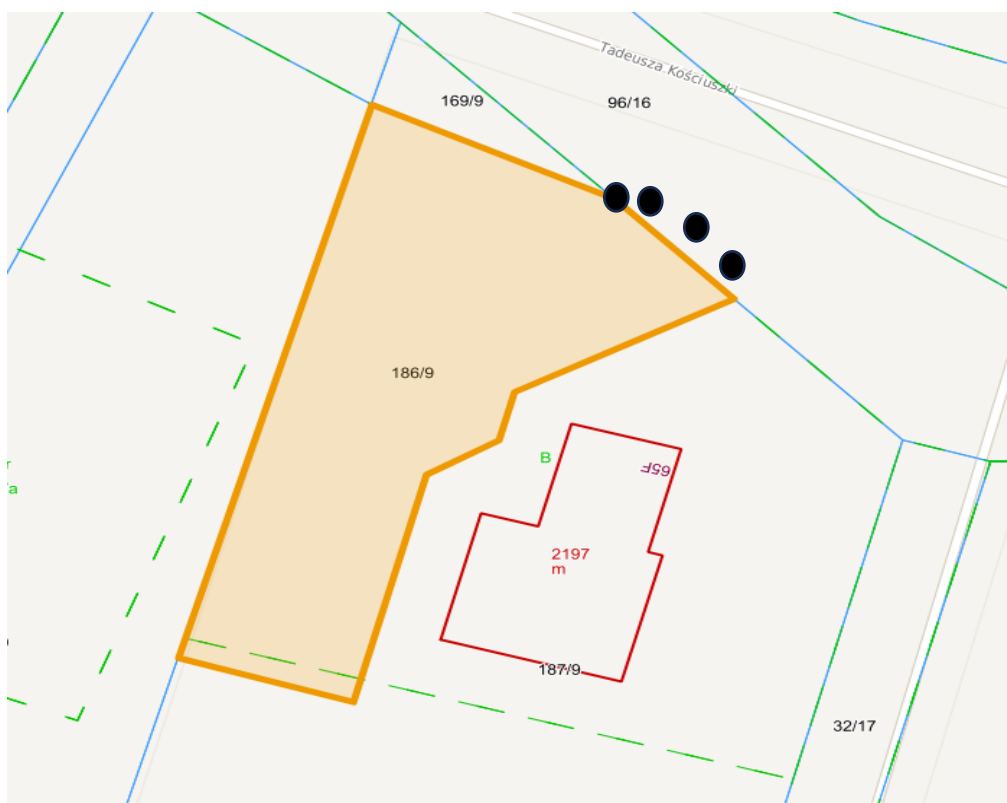 Tadeusza Kościuszki
169/9
96/16
186/9
B
65F
r
a
2197
m
187/9
32/17